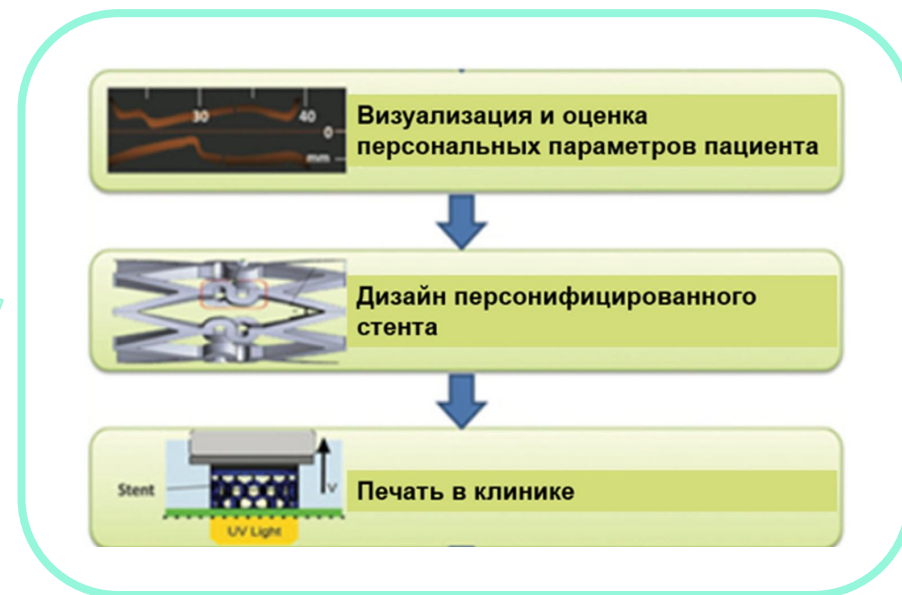 30
40
0
mm
Визуализация и оценка
персональных параметров пациента
Дизайн персонифицированного
стента
Stent
V
UV Light
Печать в клинике